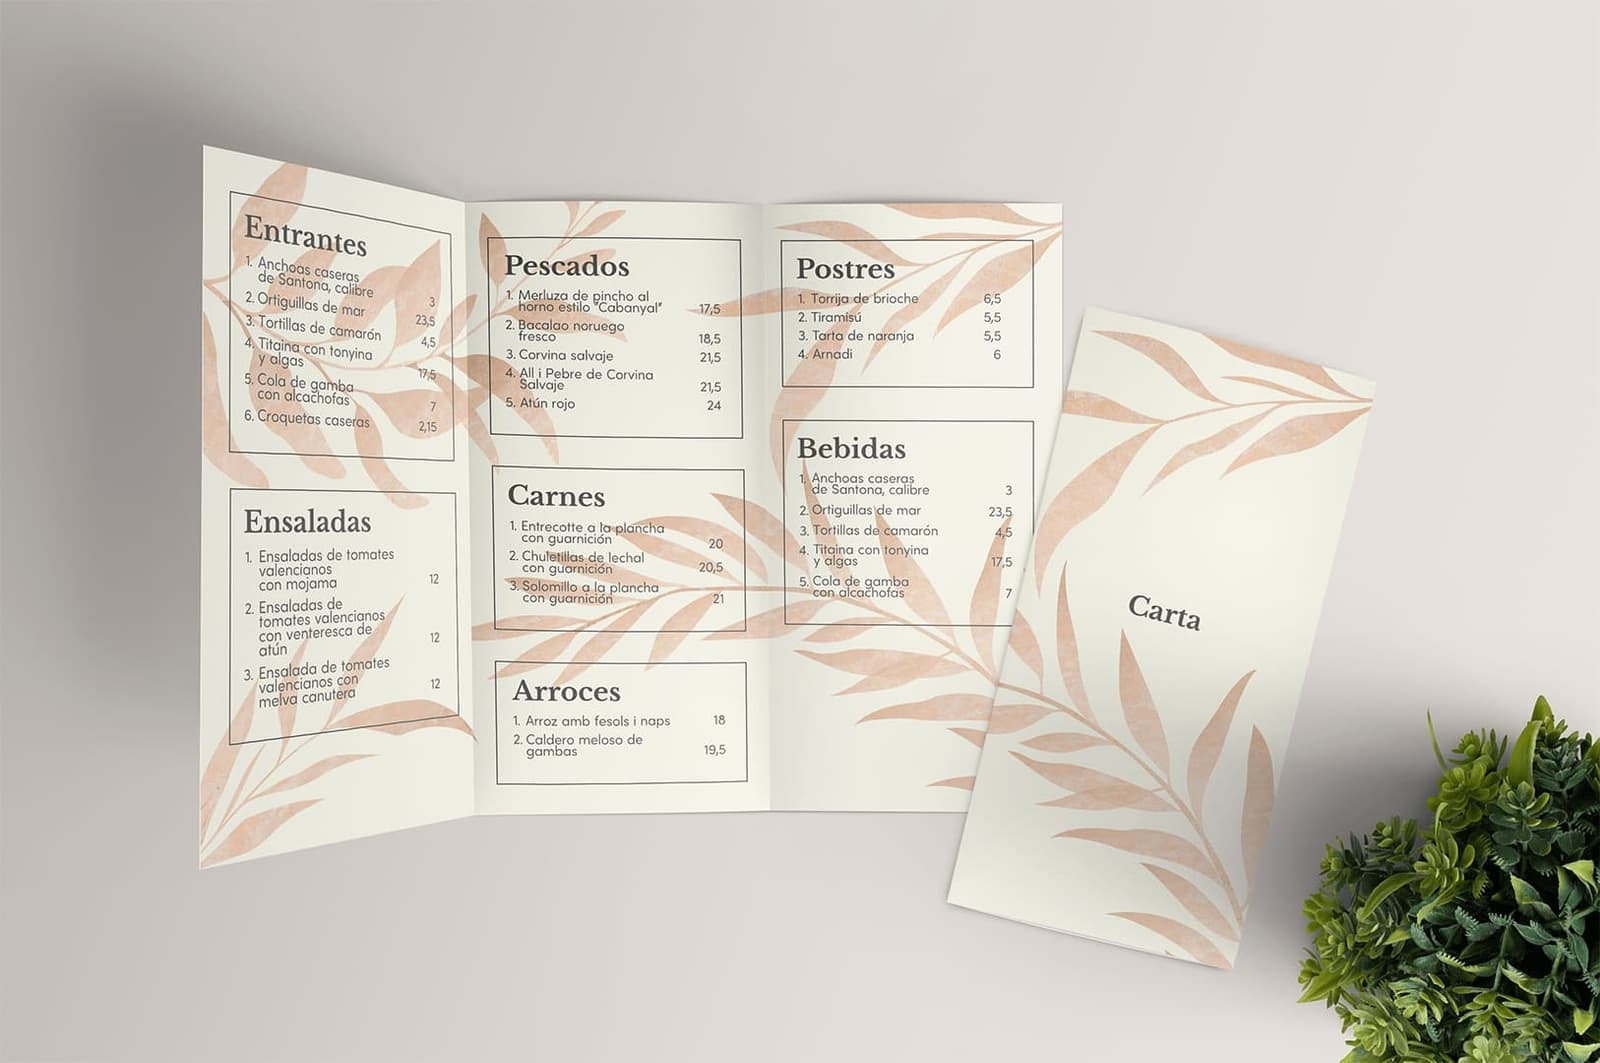 Entrantes
1. Anchoas caseras
de Santona, calibre 3
2. Ortiguillas de mar 23,5
3. Tortillas de camarón 4,5
4. Titaina con tonyina
y algas 17,5
5. Cola de gamba
con alcachofas 7
6. Croquetas caseras 2,15
Ensaladas
1. Ensaladas de tomates
valencianos
con mojama 12
2. Ensaladas de
tomates valencianos
con venteresca de
atún 12
3. Ensalada de tomates
valencianos con
melva canutera 12
Pescados
1. Merluza de pincho al
horno estilo "Cabanyal" 17,5
2. Bacalao noruego
fresco 18,5
3. Corvina salvaje 21,5
4. All i Pebre de Corvina
Salvaje 21,5
5. Atún rojo 24
Carnes
1. Entrecotte a la plancha
con guarnición 20
2. Chuletillas de lechal
con guarnición 20,5
3. Solomillo a la plancha
con guarnición 21
Arroces
1. Arroz amb fesols i naps 18
2. Caldero meloso de
gambas 19,5
Postres
1. Torrija de brioche 6,5
2. Tiramisú 5,5
3. Tarta de naranja 5,5
4. Arnadi 6
Bebidas
1. Anchoas caseras
de Santona, calibre 3
2. Ortiguillas de mar 23,5
3. Tortillas de camarón 4,5
4. Titaina con tonyina
y algas 17,5
5. Cola de gamba
con alcachofas 7
Carta